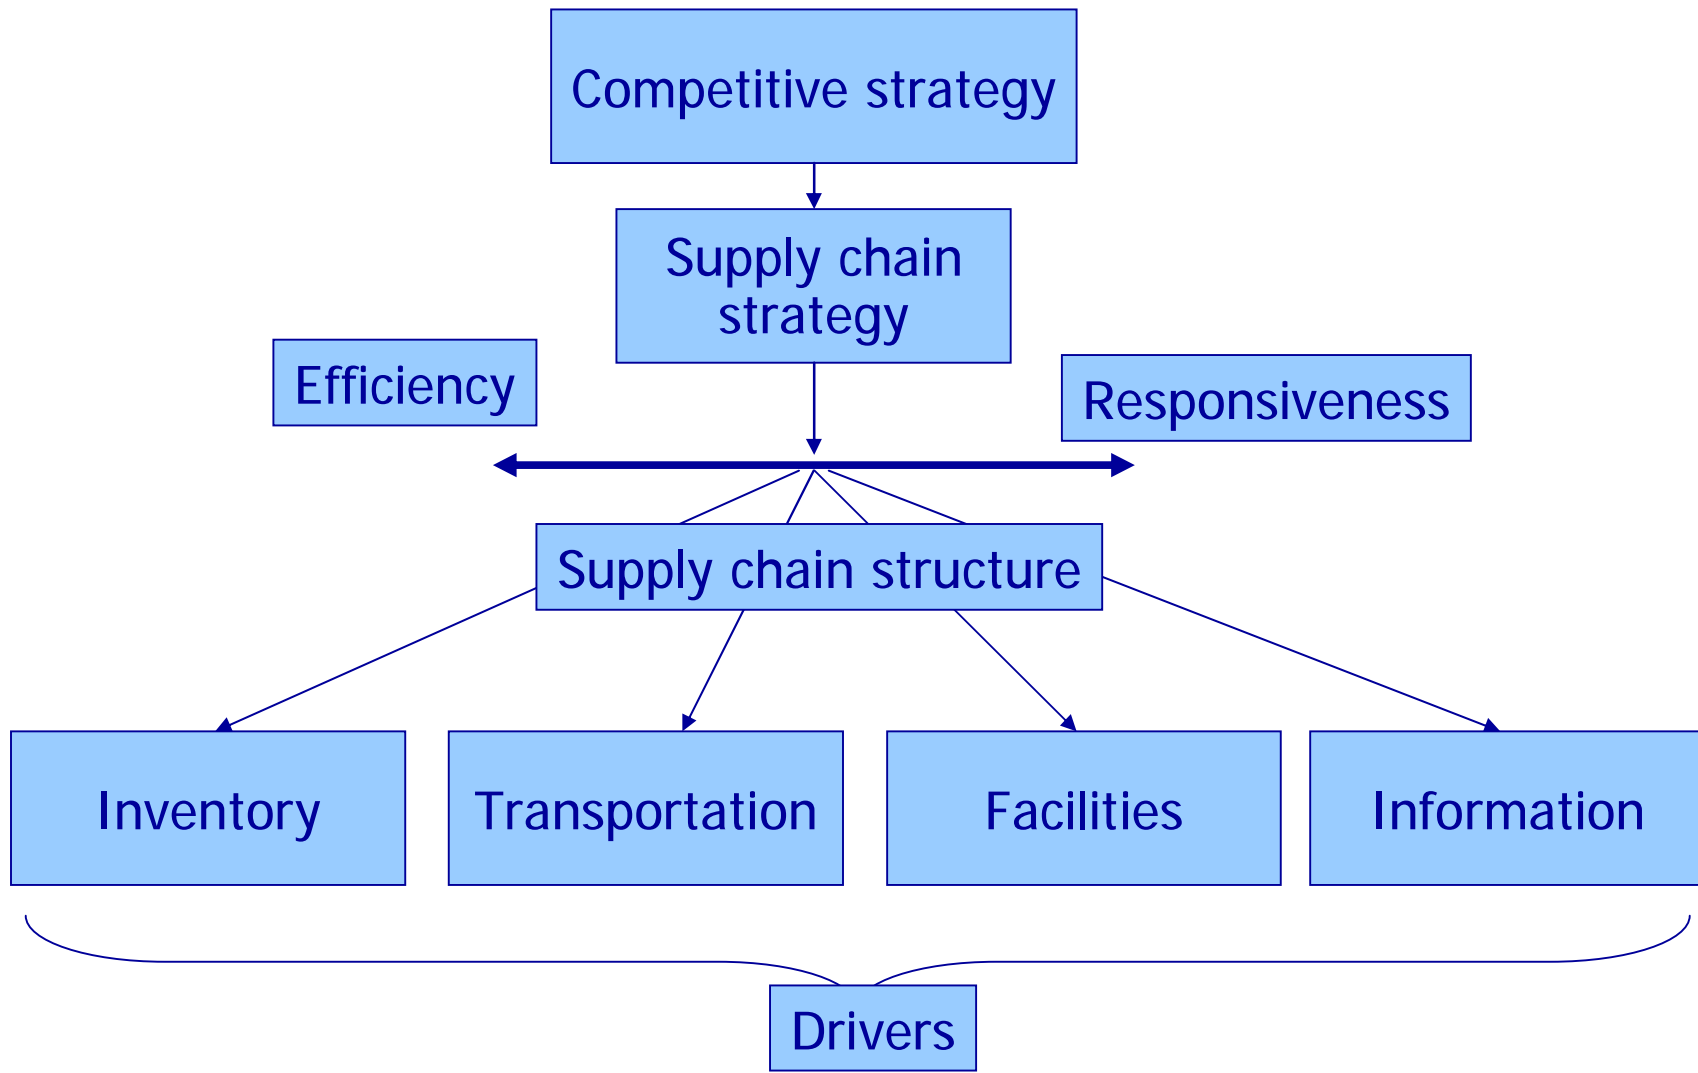 Competitive strategy
Supply chain
strategy
Efficiency
Responsiveness
Supply chain structure
Inventory
Transportation
Facilities
Information
Drivers